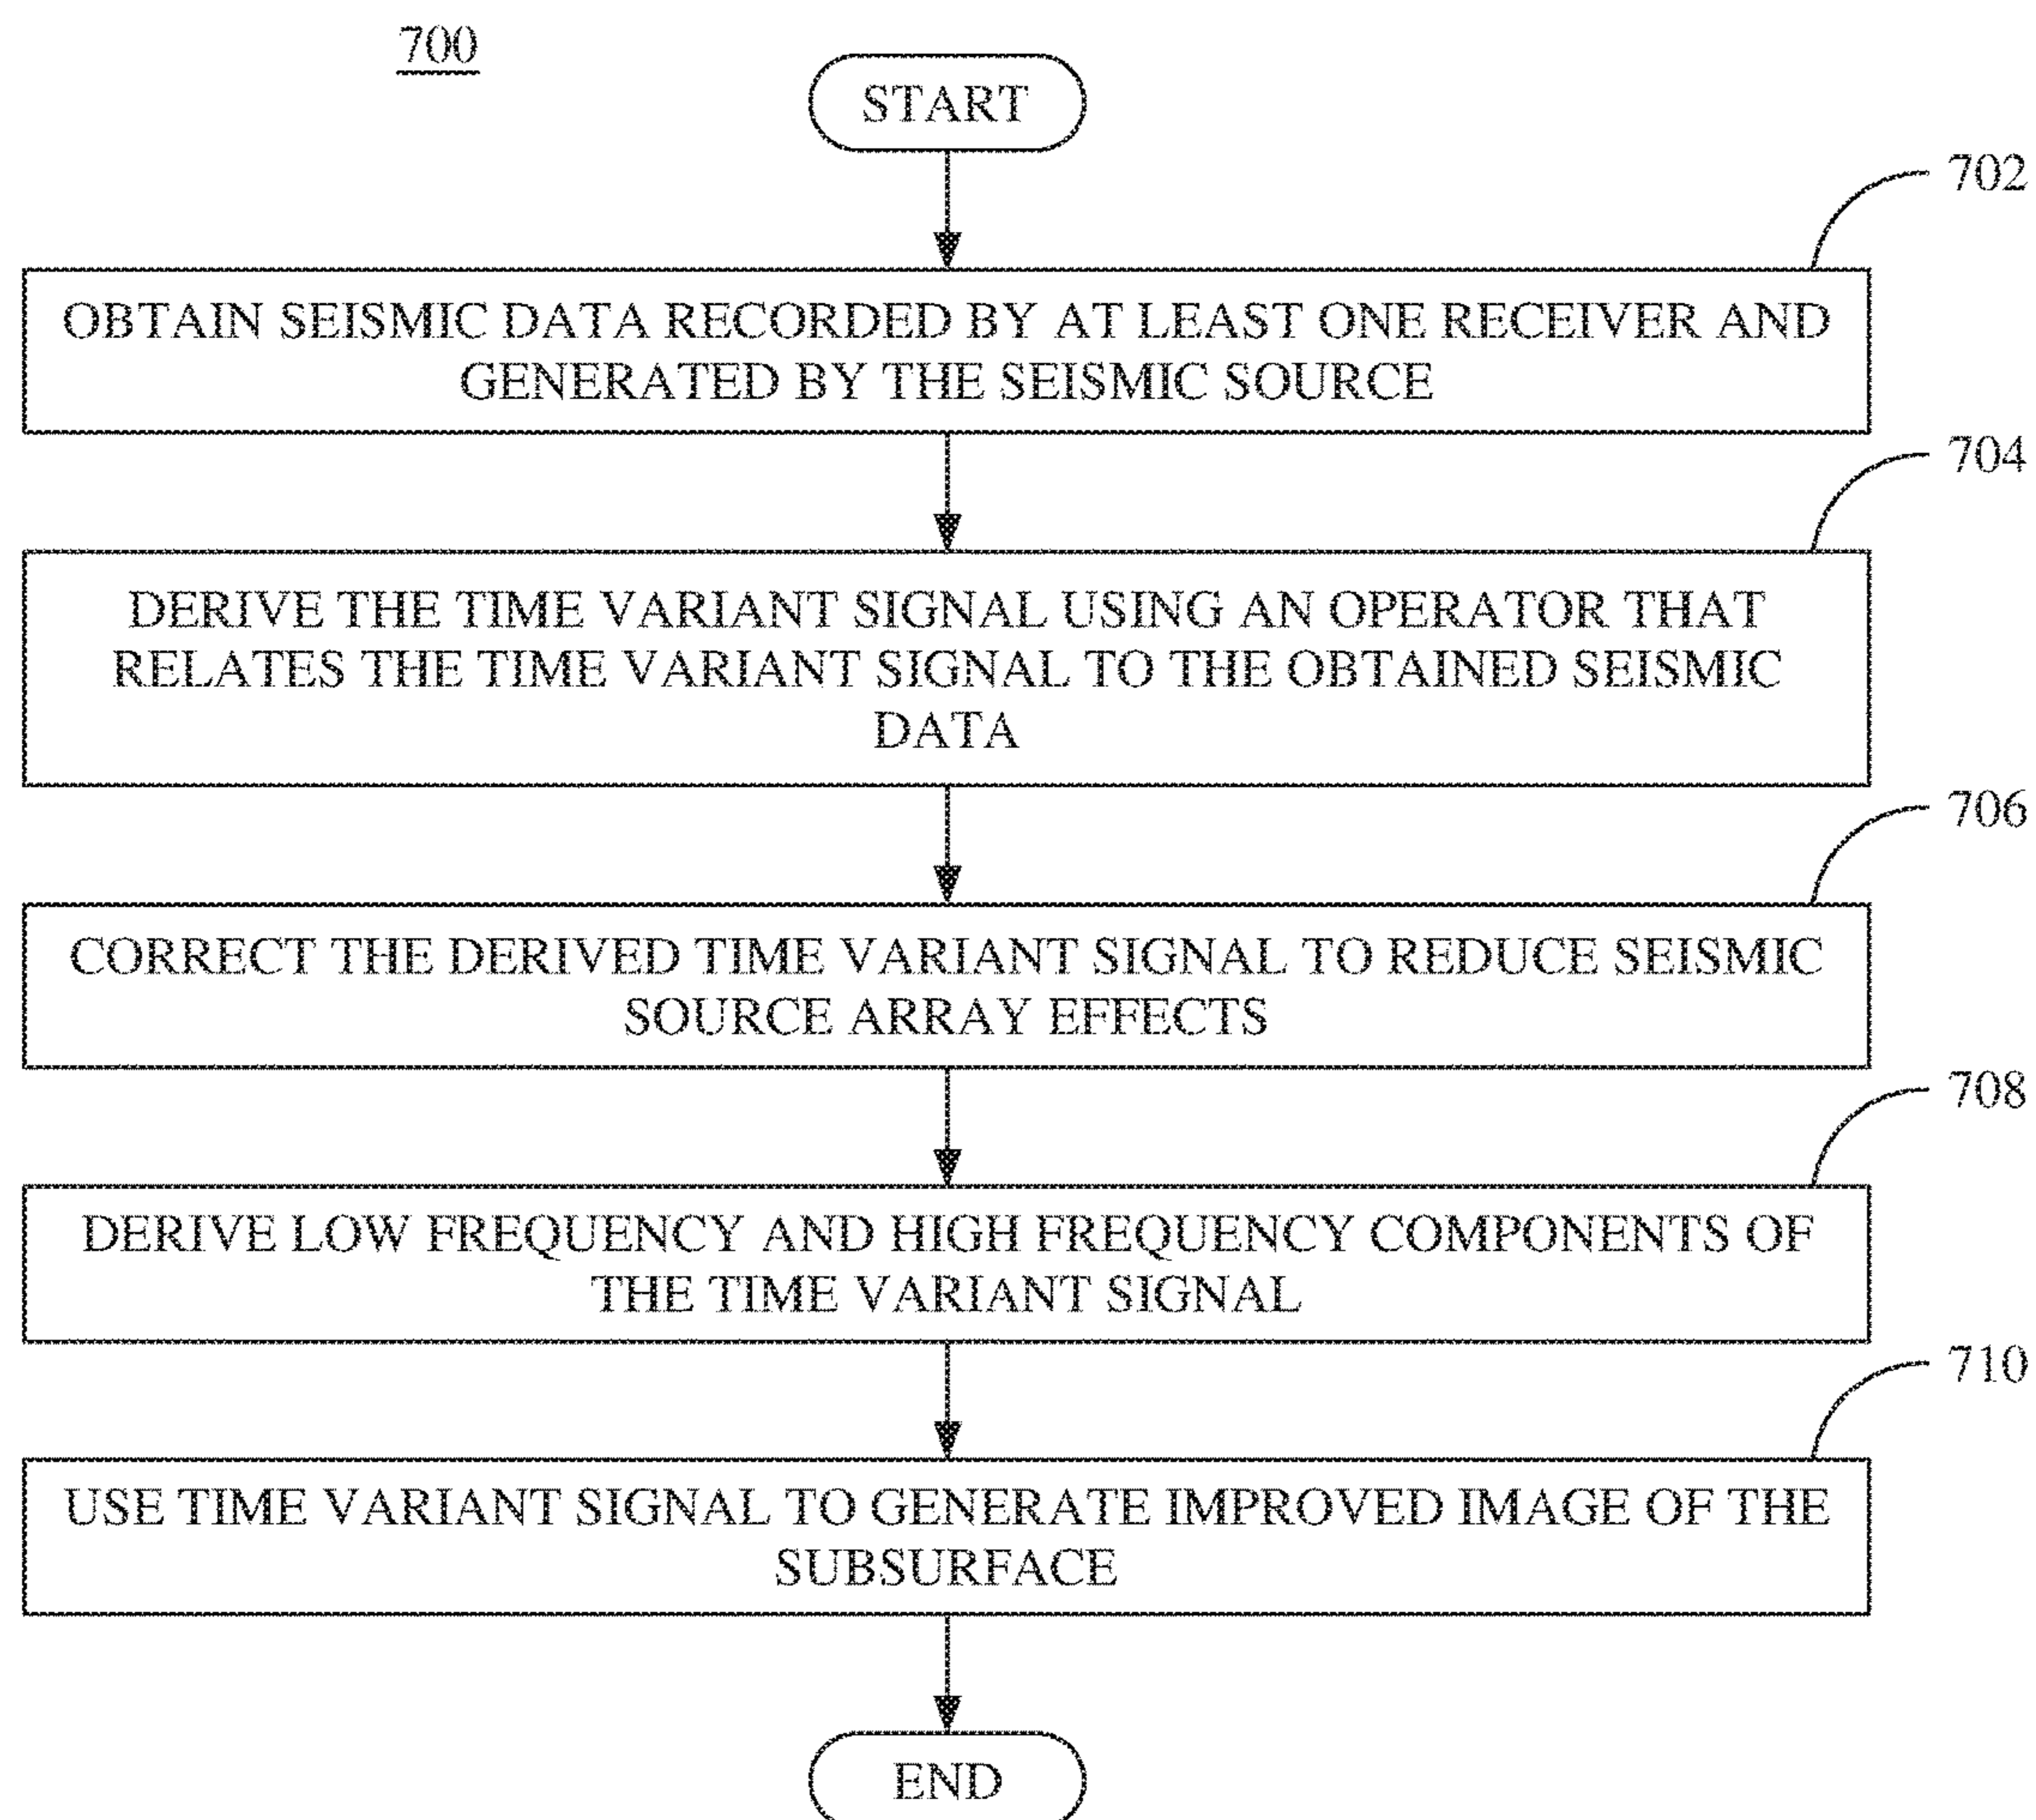 700
START
702
OBTAIN SEISMIC DATA RECORDED BY AT LEAST ONE RECEIVER AND
GENERATED BY THE SEISMIC SOURCE
704
DERIVE THE TIME VARIANT SIGNAL USING AN OPERATOR THAT
RELATES THE TIME VARIANT SIGNAL TO THE OBTAINED SEISMIC
DATA
706
CORRECT THE DERIVED TIME VARIANT SIGNAL TO REDUCE SEISMIC
SOURCE ARRAY EFFECTS
708
DERIVE LOW FREQUENCY AND HIGH FREQUENCY COMPONENTS OF
THE TIME VARIANT SIGNAL
710
USE TIME VARIANT SIGNAL TO GENERATE IMPROVED IMAGE OF THE
SUBSURFACE
END